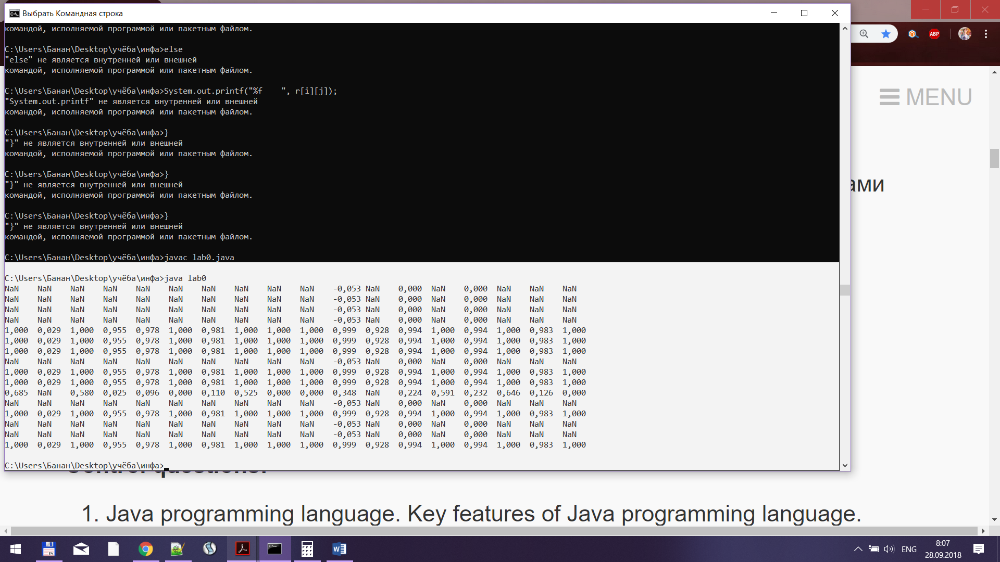 Выбрать Командная строка
командой, исполняемой программой или пакетным файлом.
C:\Users\Банан\Desktop\учёба\инфа>else
"else" не является внутренней или внешней
командой, исполняемой программой или пакетным файлом.
C:\Users\Банан\Desktop\учёба\инфа>System.out.printf("%f    ", r[i][j]);
"System.out.printf" не является внутренней или внешней
командой, исполняемой программой или пакетным файлом.
C:\Users\Банан\Desktop\учёба\инфа>}
"}" не является внутренней или внешней
командой, исполняемой программой или пакетным файлом.
C:\Users\Банан\Desktop\учёба\инфа>}
"}" не является внутренней или внешней
командой, исполняемой программой или пакетным файлом.
C:\Users\Банан\Desktop\учёба\инфа>}
"}" не является внутренней или внешней
командой, исполняемой программой или пакетным файлом.
C:\Users\Банан\Desktop\учёба\инфа>javac lab0.java
C:\Users\Банан\Desktop\учёба\инфа>java lab0
NaN NaN NaN NaN NaN NaN NaN NaN NaN NaN -0,053 NaN 0,000 NaN 0,000 NaN NaN NaN
NaN NaN NaN NaN NaN NaN NaN NaN NaN NaN -0,053 NaN 0,000 NaN 0,000 NaN NaN NaN
NaN NaN NaN NaN NaN NaN NaN NaN NaN NaN -0,053 NaN 0,000 NaN 0,000 NaN NaN NaN
NaN NaN NaN NaN NaN NaN NaN NaN NaN NaN -0,053 NaN 0,000 NaN 0,000 NaN NaN NaN
1,000 0,029 1,000 0,955 0,978 1,000 0,981 1,000 1,000 1,000 0,999 0,928 0,994 1,000 0,994 1,000 0,983 1,000
1,000 0,029 1,000 0,955 0,978 1,000 0,981 1,000 1,000 1,000 0,999 0,928 0,994 1,000 0,994 1,000 0,983 1,000
1,000 0,029 1,000 0,955 0,978 1,000 0,981 1,000 1,000 1,000 0,999 0,928 0,994 1,000 0,994 1,000 0,983 1,000
NaN NaN NaN NaN NaN NaN NaN NaN NaN NaN -0,053 NaN 0,000 NaN 0,000 NaN NaN NaN
1,000 0,029 1,000 0,955 0,978 1,000 0,981 1,000 1,000 1,000 0,999 0,928 0,994 1,000 0,994 1,000 0,983 1,000
1,000 0,029 1,000 0,955 0,978 1,000 0,981 1,000 1,000 1,000 0,999 0,928 0,994 1,000 0,994 1,000 0,983 1,000
0,685 NaN 0,580 0,025 0,096 0,000 0,110 0,525 0,000 0,000 0,348 NaN 0,224 0,591 0,232 0,646 0,126 0,000
NaN NaN NaN NaN NaN NaN NaN NaN NaN NaN -0,053 NaN 0,000 NaN 0,000 NaN NaN NaN
1,000 0,029 1,000 0,955 0,978 1,000 0,981 1,000 1,000 1,000 0,999 0,928 0,994 1,000 0,994 1,000 0,983 1,000
NaN NaN NaN NaN NaN NaN NaN NaN NaN NaN -0,053 NaN 0,000 NaN 0,000 NaN NaN NaN
NaN NaN NaN NaN NaN NaN NaN NaN NaN NaN -0,053 NaN 0,000 NaN 0,000 NaN NaN NaN
1,000 0,029 1,000 0,955 0,978 1,000 0,981 1,000 1,000 1,000 0,999 0,928 0,994 1,000 0,994 1,000 0,983 1,000
C:\Users\Банан\Desktop\учёба\инфа>
ABP
MENU
ами
1. Java programming language. Key features of Java programming language.
64
ENG
8:07
28.09.2018